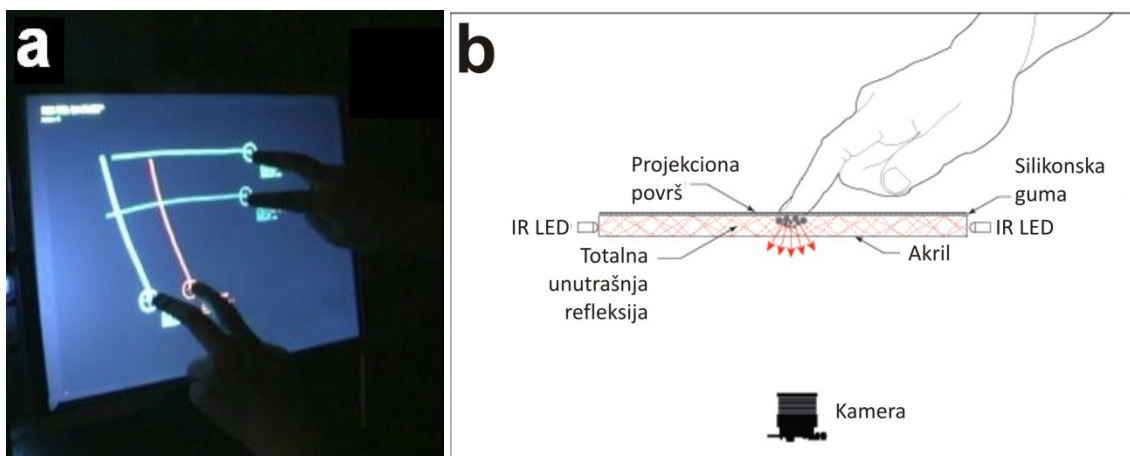 a
b
Projekciona
površ
Silikonska
guma
IR LED
IR LED
Totalna
unutrašnja
refleksija
Akril
Kamera